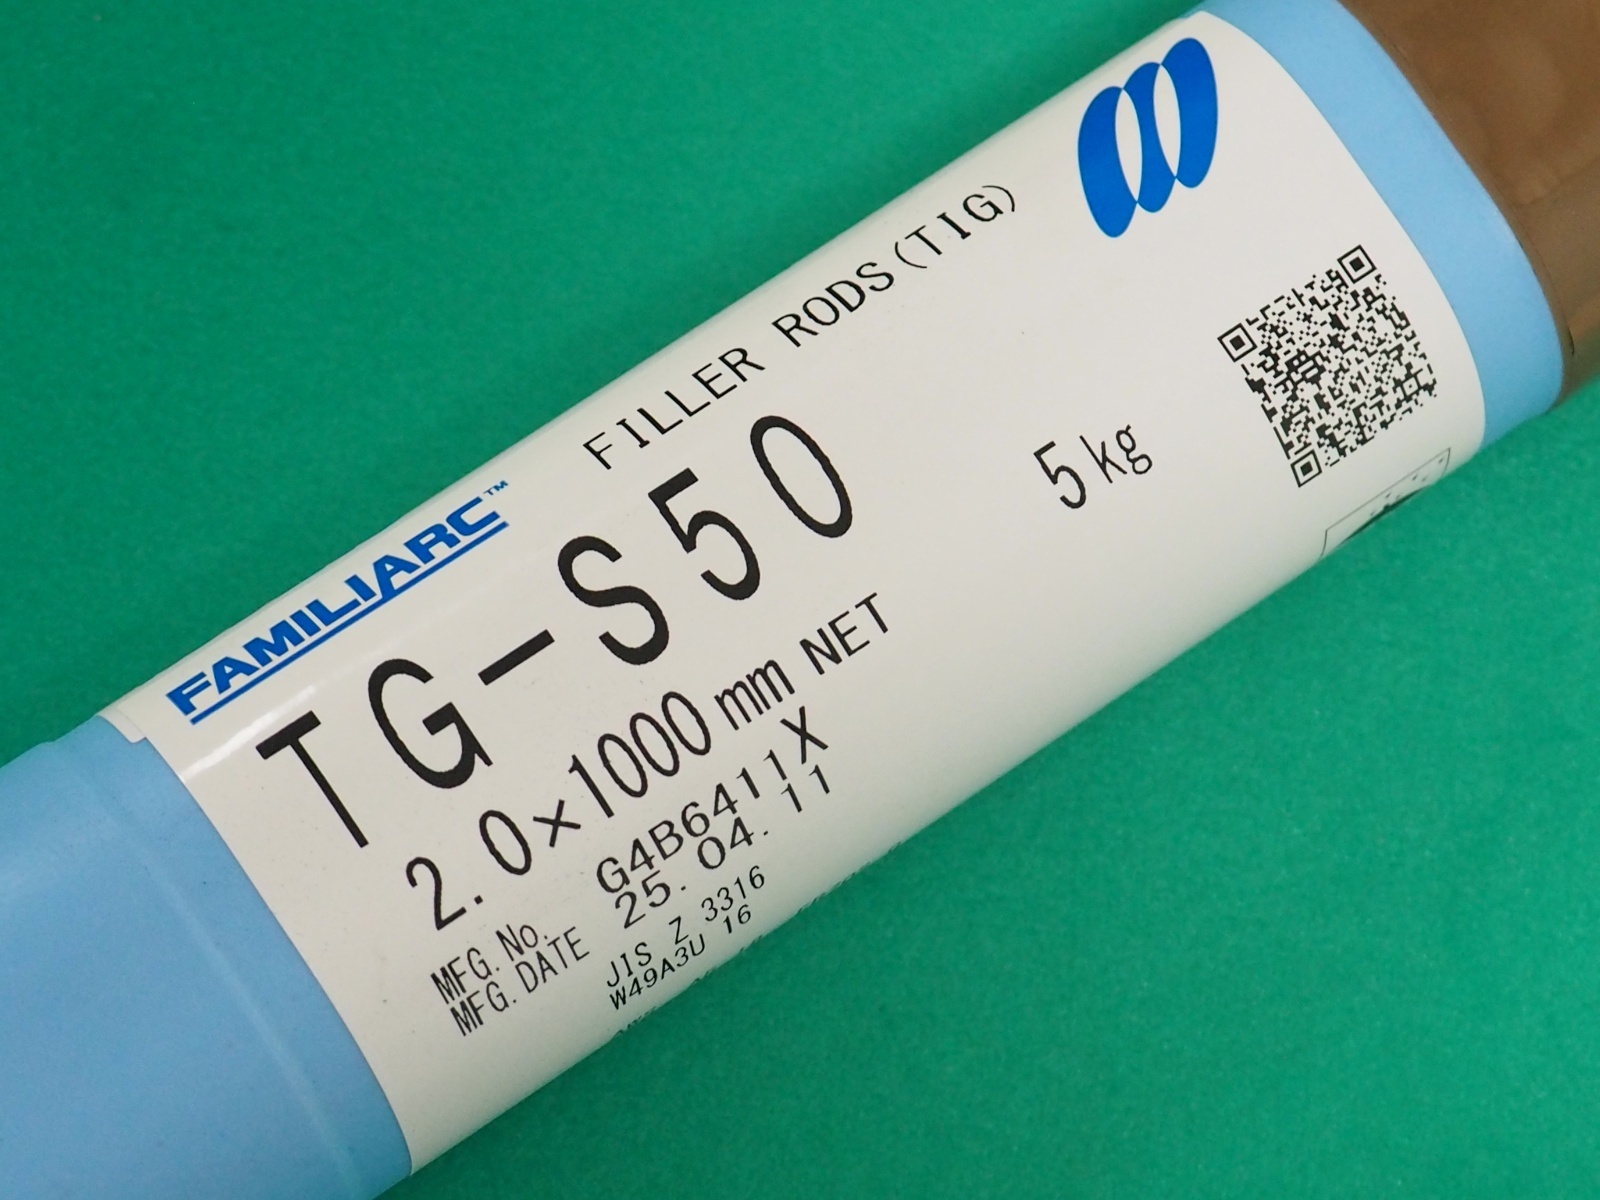 FAMILIARC™
FILLER RODS (TIG)
TG-S50
5kg
2.0×1000mm NET
MFG. No. G4B6411X
MFG. DATE 25.04.11
JIS Z 3316
W49A3U 16